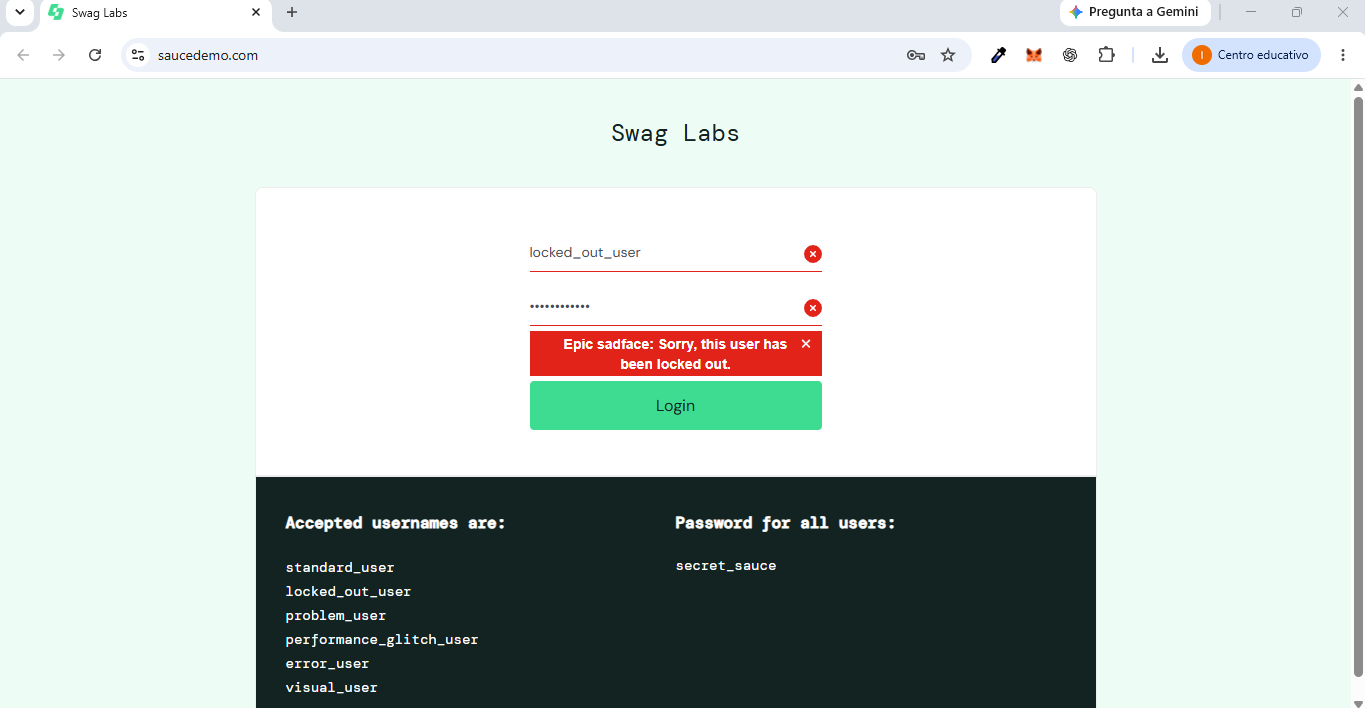 Swag Labs
Pregunta a Gemini
saucedemo.com
I
Centro educativo
Swag Labs
locked_out_user
••••••••••••
Epic sadface: Sorry, this user has
been locked out.
Login
Accepted usernames are:
standard_user
locked_out_user
problem_user
performance_glitch_user
error_user
visual_user
Password for all users:
secret_sauce